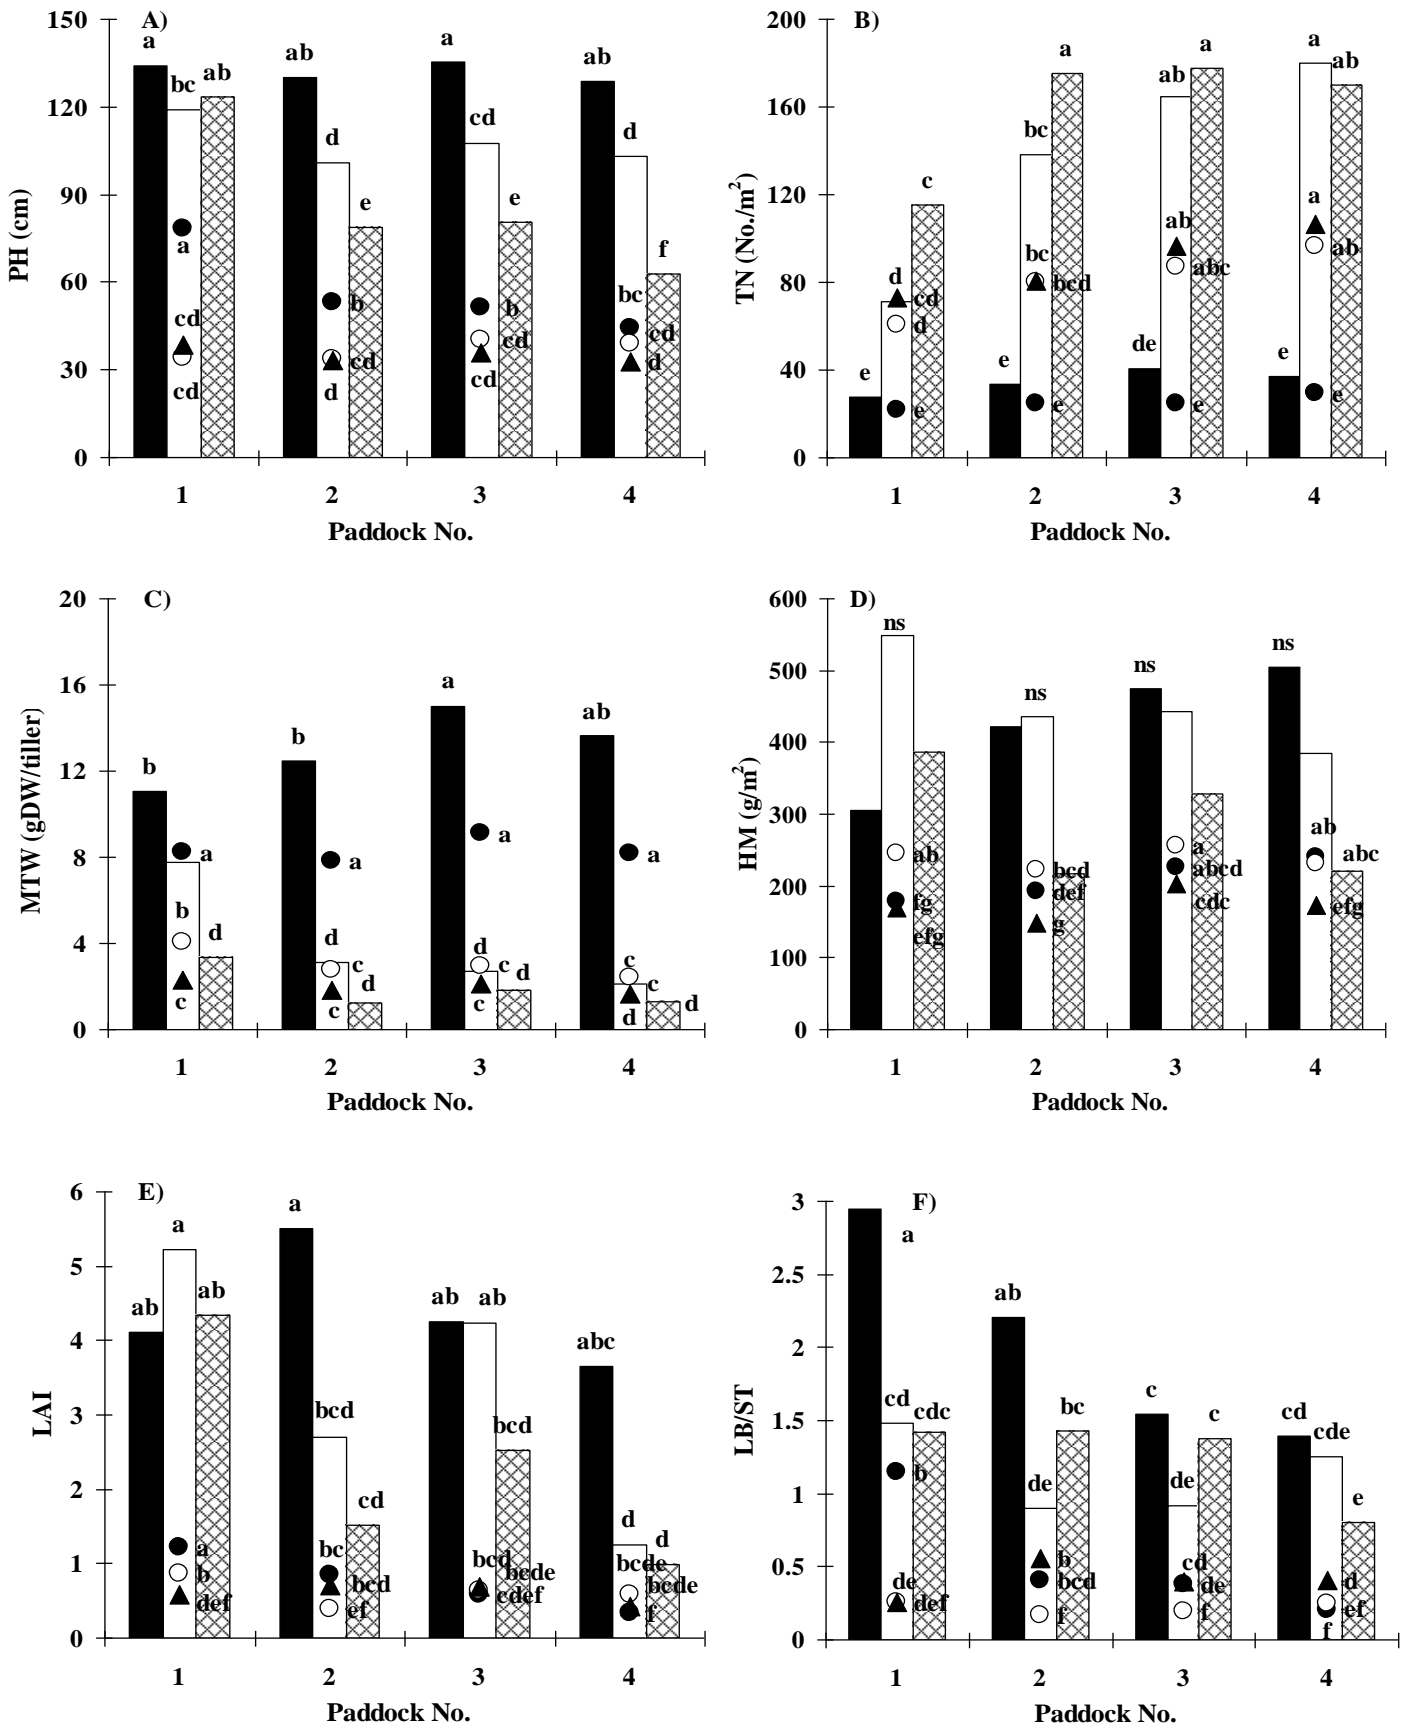 A)
150
120
90
60
30
0
PH (cm)
a bc ab
ab d e
a cd e
ab d f
a cd cd
b cd d
b cd cd
bc cd d
1 2 3 4
Paddock No.
B)
200
160
120
80
40
0
TN (No./m²)
e d c
e bc a
de ab a
e a ab
cd d e
bc bcd e
ab abc e
a ab e
1 2 3 4
Paddock No.
C)
20
16
12
8
4
0
MTW (gDW/tiller)
b a b d c
b a d c d c
a a d c d c
ab a c c d d
1 2 3 4
Paddock No.
D)
600
500
400
300
200
100
0
HM (g/m²)
ns ab fg efg
ns bcd def g
ns a abcd cdc
ns ab abc efg
1 2 3 4
Paddock No.
E)
6
5
4
3
2
1
0
LAI
ab a ab
a bcd cd
ab ab bcd
abc d d
a b def
bc bcd ef
bcd bcde cdef
bcde bcde f
1 2 3 4
Paddock No.
F)
3
2.5
2
1.5
1
0.5
0
LB/ST
a cd cdc
ab de bc
c de c
cd cde e
b de def
b bcd f
cd de f
d ef f
1 2 3 4
Paddock No.